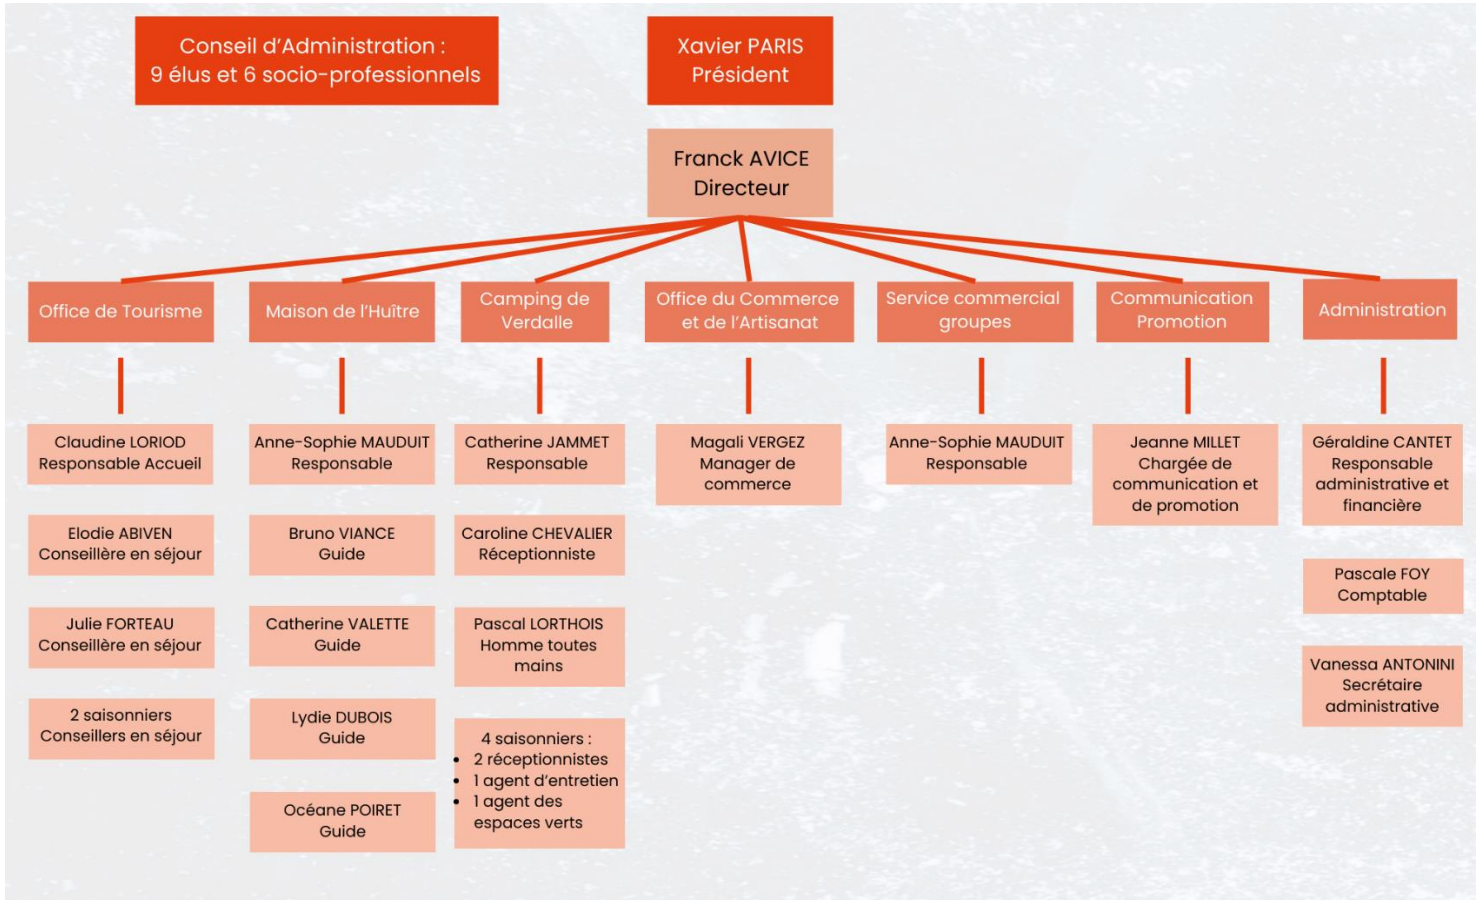 Conseil d'Administration :
9 élus et 6 socio-professionnels
Xavier PARIS
Président
Franck AVICE
Directeur
Office de Tourisme
Maison de l'Huître
Camping de
Verdalle
Office du Commerce
et de l'Artisanat
Service commercial
groupes
Communication
Promotion
Administration
Claudine LORIOD
Responsable Accueil
Elodie ABIVEN
Conseillère en séjour
Julie FORTEAU
Conseillère en séjour
2 saisonniers
Conseillers en séjour
Anne-Sophie MAUDUIT
Responsable
Bruno VIANCE
Guide
Catherine VALETTE
Guide
Lydie DUBOIS
Guide
Océane POIRET
Guide
Catherine JAMMET
Responsable
Caroline CHEVALIER
Réceptionniste
Pascal LORTHOIS
Homme toutes
mains
4 saisonniers :
• 2 réceptionnistes
• 1 agent d'entretien
• 1 agent des
espaces verts
Magali VERGEZ
Manager de
commerce
Anne-Sophie MAUDUIT
Responsable
Jeanne MILLET
Chargée de
communication et
de promotion
Géraldine CANTET
Responsable
administrative et
financière
Pascale FOY
Comptable
Vanessa ANTONINI
Secrétaire
administrative